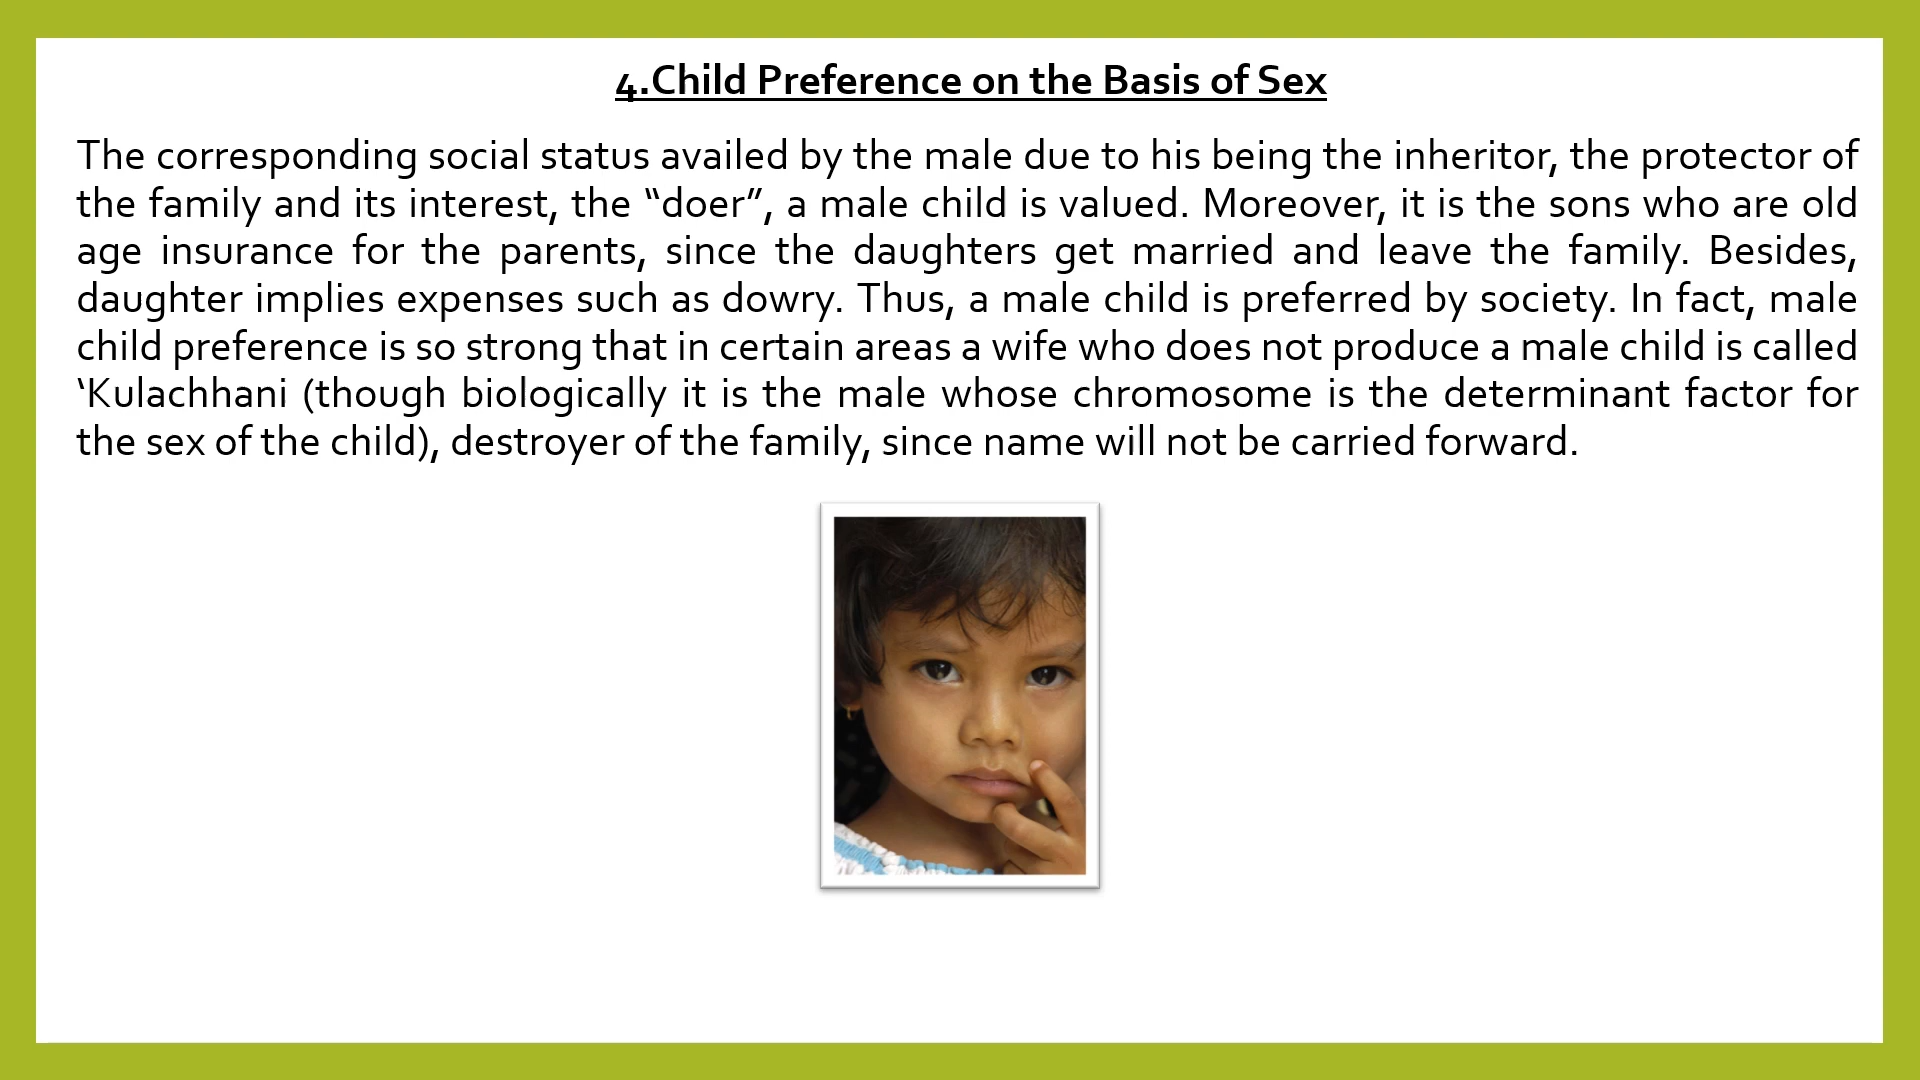 4.Child Preference on the Basis of Sex
The corresponding social status availed by the male due to his being the inheritor, the protector of
the family and its interest, the “doer”, a male child is valued. Moreover, it is the sons who are old
age insurance for the parents, since the daughters get married and leave the family. Besides,
daughter implies expenses such as dowry. Thus, a male child is preferred by society. In fact, male
child preference is so strong that in certain areas a wife who does not produce a male child is called
‘Kulachhani (though biologically it is the male whose chromosome is the determinant factor for
the sex of the child), destroyer of the family, since name will not be carried forward.